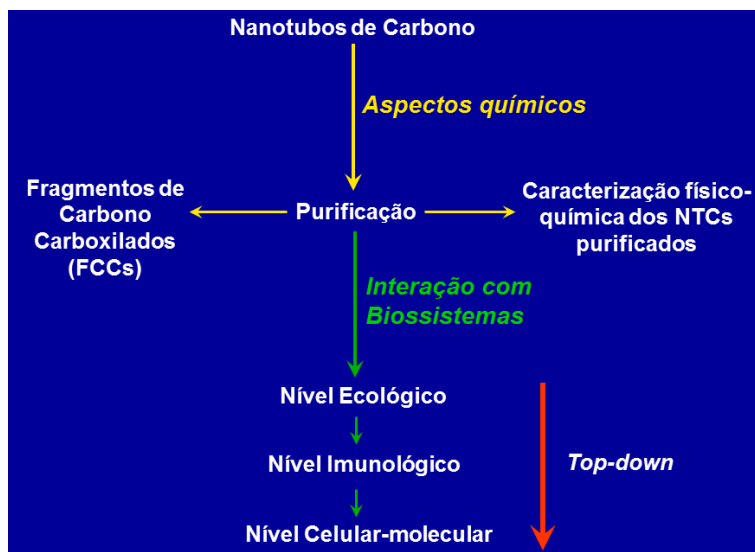 Nanotubos de Carbono
Aspectos químicos
Fragmentos de
Carbono
Carboxilados
(FCCs)
Purificação
Caracterização físico-
química dos NTCs
purificados
Interação com
Biossistemas
Nível Ecológico
Nível Imunológico
Top-down
Nível Celular-molecular